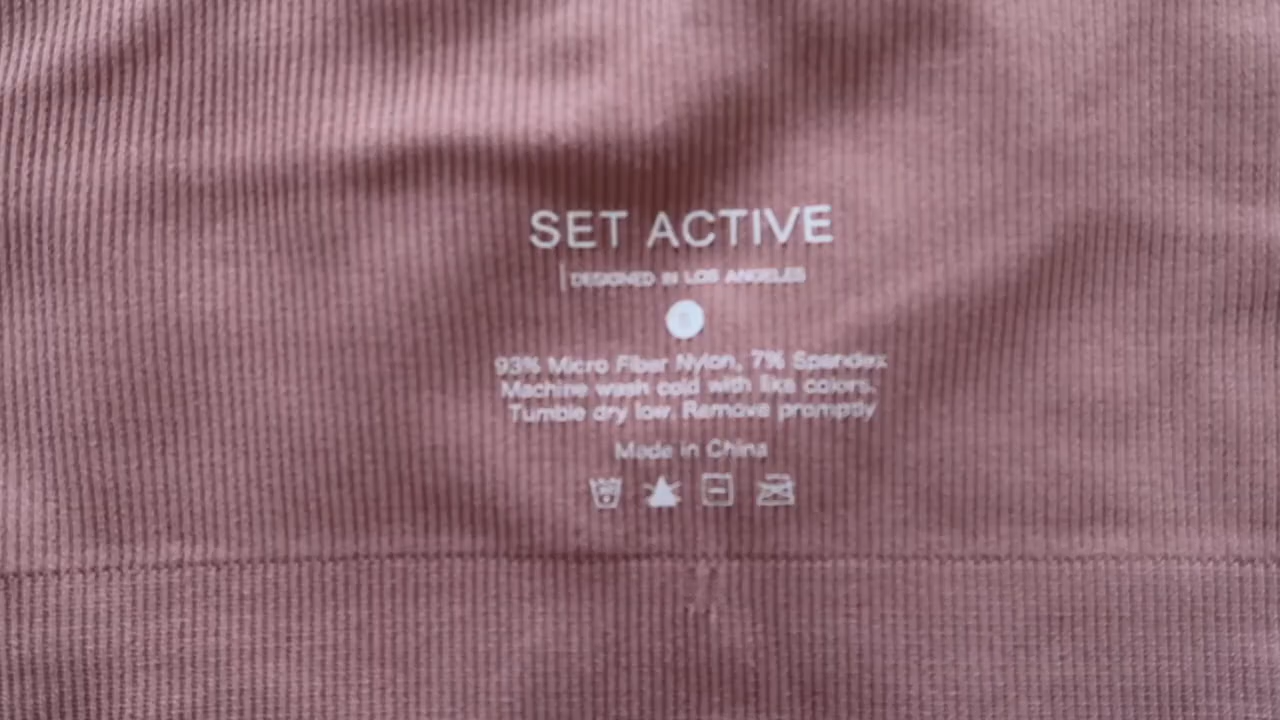 SET ACTIVE
DESIGNED IN LOS ANGELES
93% Micro Fiber Nylon, 7% Spandex
Machine wash cold with like colors.
Tumble dry low. Remove promptly
Made in China